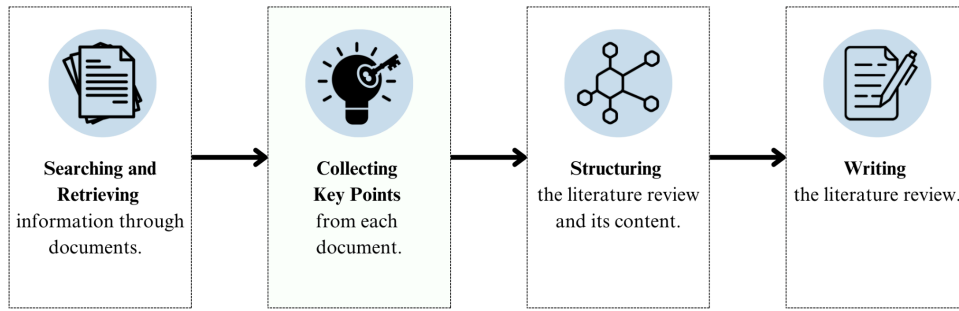 Searching and
Retrieving
information through
documents.
Collecting
Key Points
from each
document.
Structuring
the literature review
and its content.
Writing
the literature review.